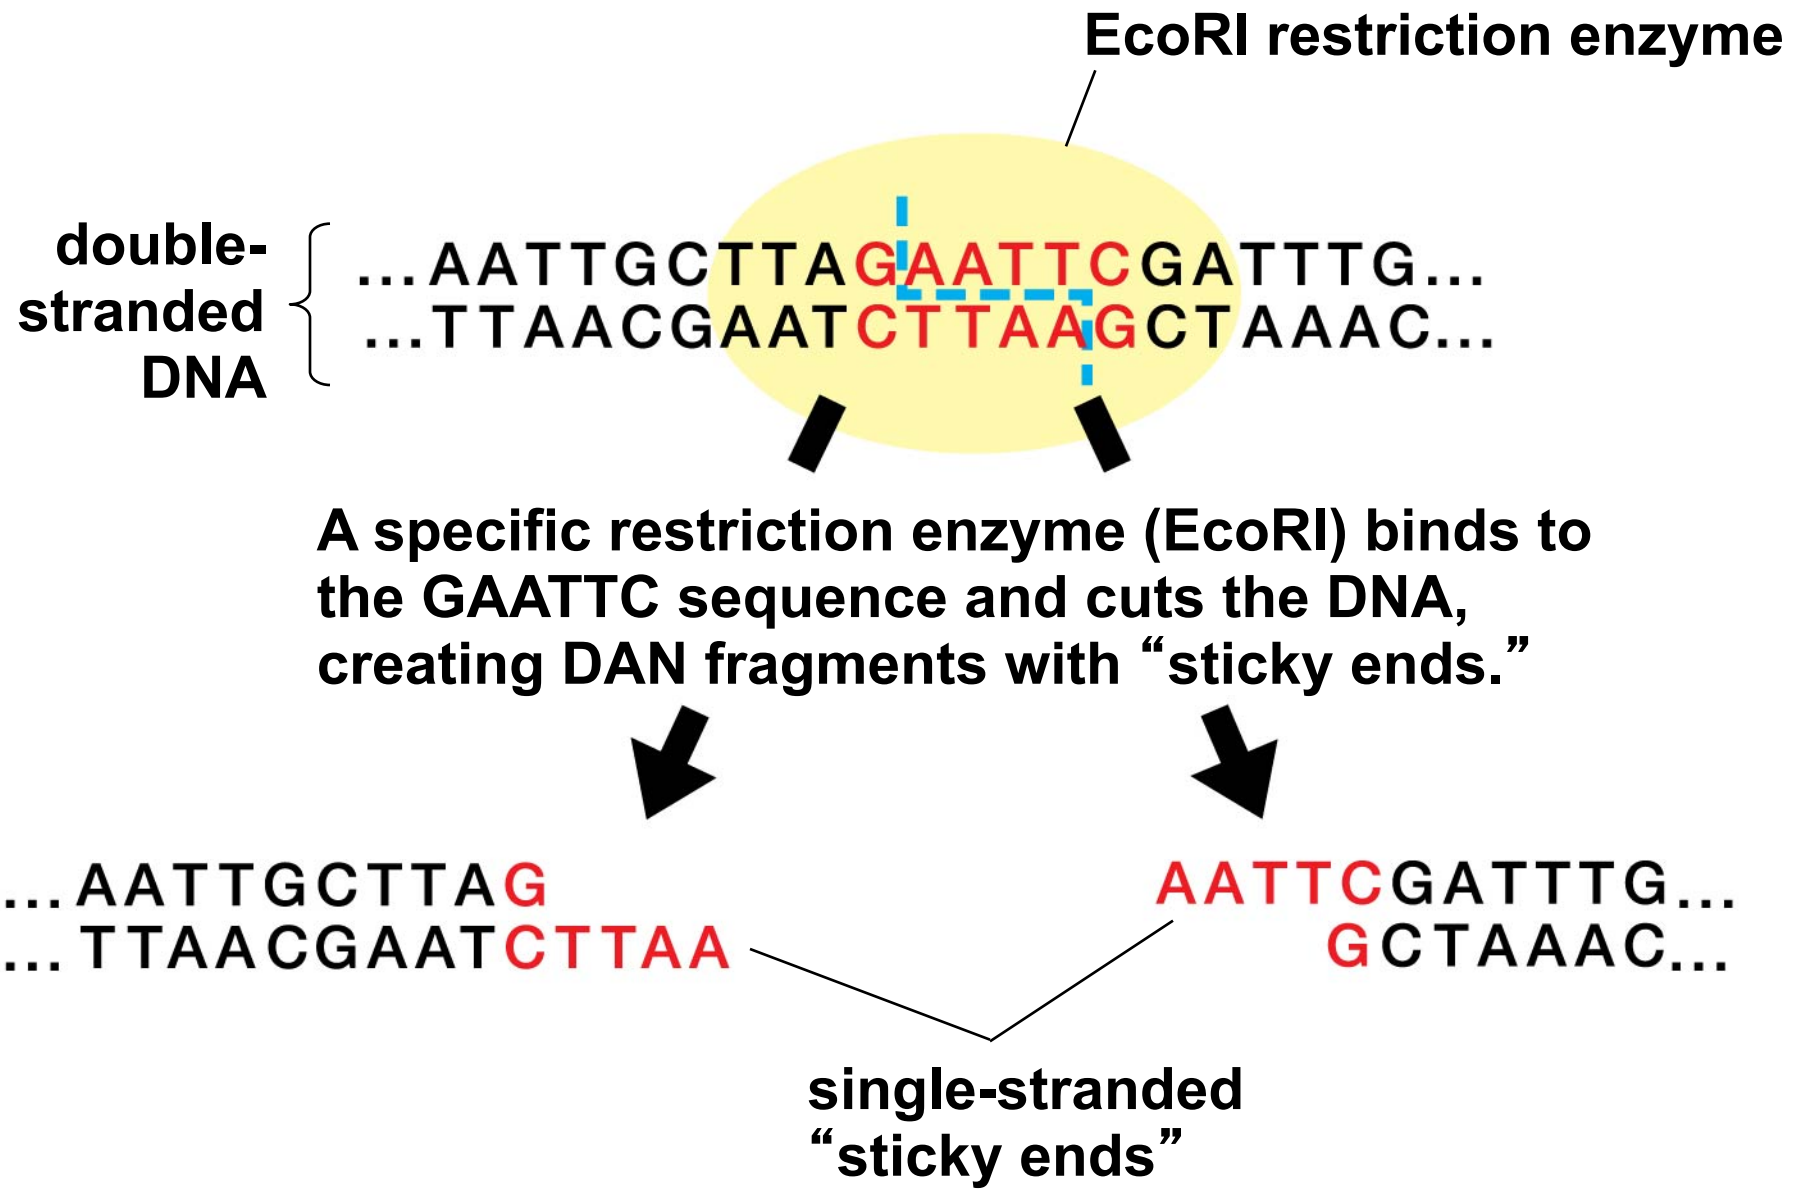 EcoRI restriction enzyme
double-
stranded
DNA
...AATTGCTTAGAATTCGATTTG...
...TTAACGAATCTTAAGCTAAAC...
A specific restriction enzyme (EcoRI) binds to
the GAATTC sequence and cuts the DNA,
creating DAN fragments with “sticky ends.”
...AATTGCTTAG
AATTCGATTTG...
...TTAACGAATCTTAA
GCTAAAC...
single-stranded
“sticky ends”